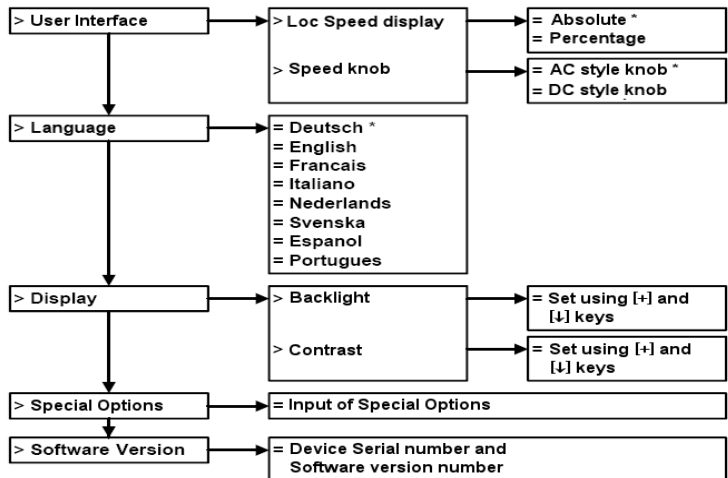 > User Interface
> Loc Speed display
= Absolute *
= Percentage
> Speed knob
= AC style knob *
= DC style knob
> Language
= Deutsch *
= English
= Francais
= Italiano
= Nederlands
= Svenska
= Espanol
= Portugues
> Display
> Backlight
= Set using [+] and
[↓] keys
> Contrast
= Set using [+] and
[↓] keys
> Special Options
= Input of Special Options
> Software Version
= Device Serial number and
Software version number